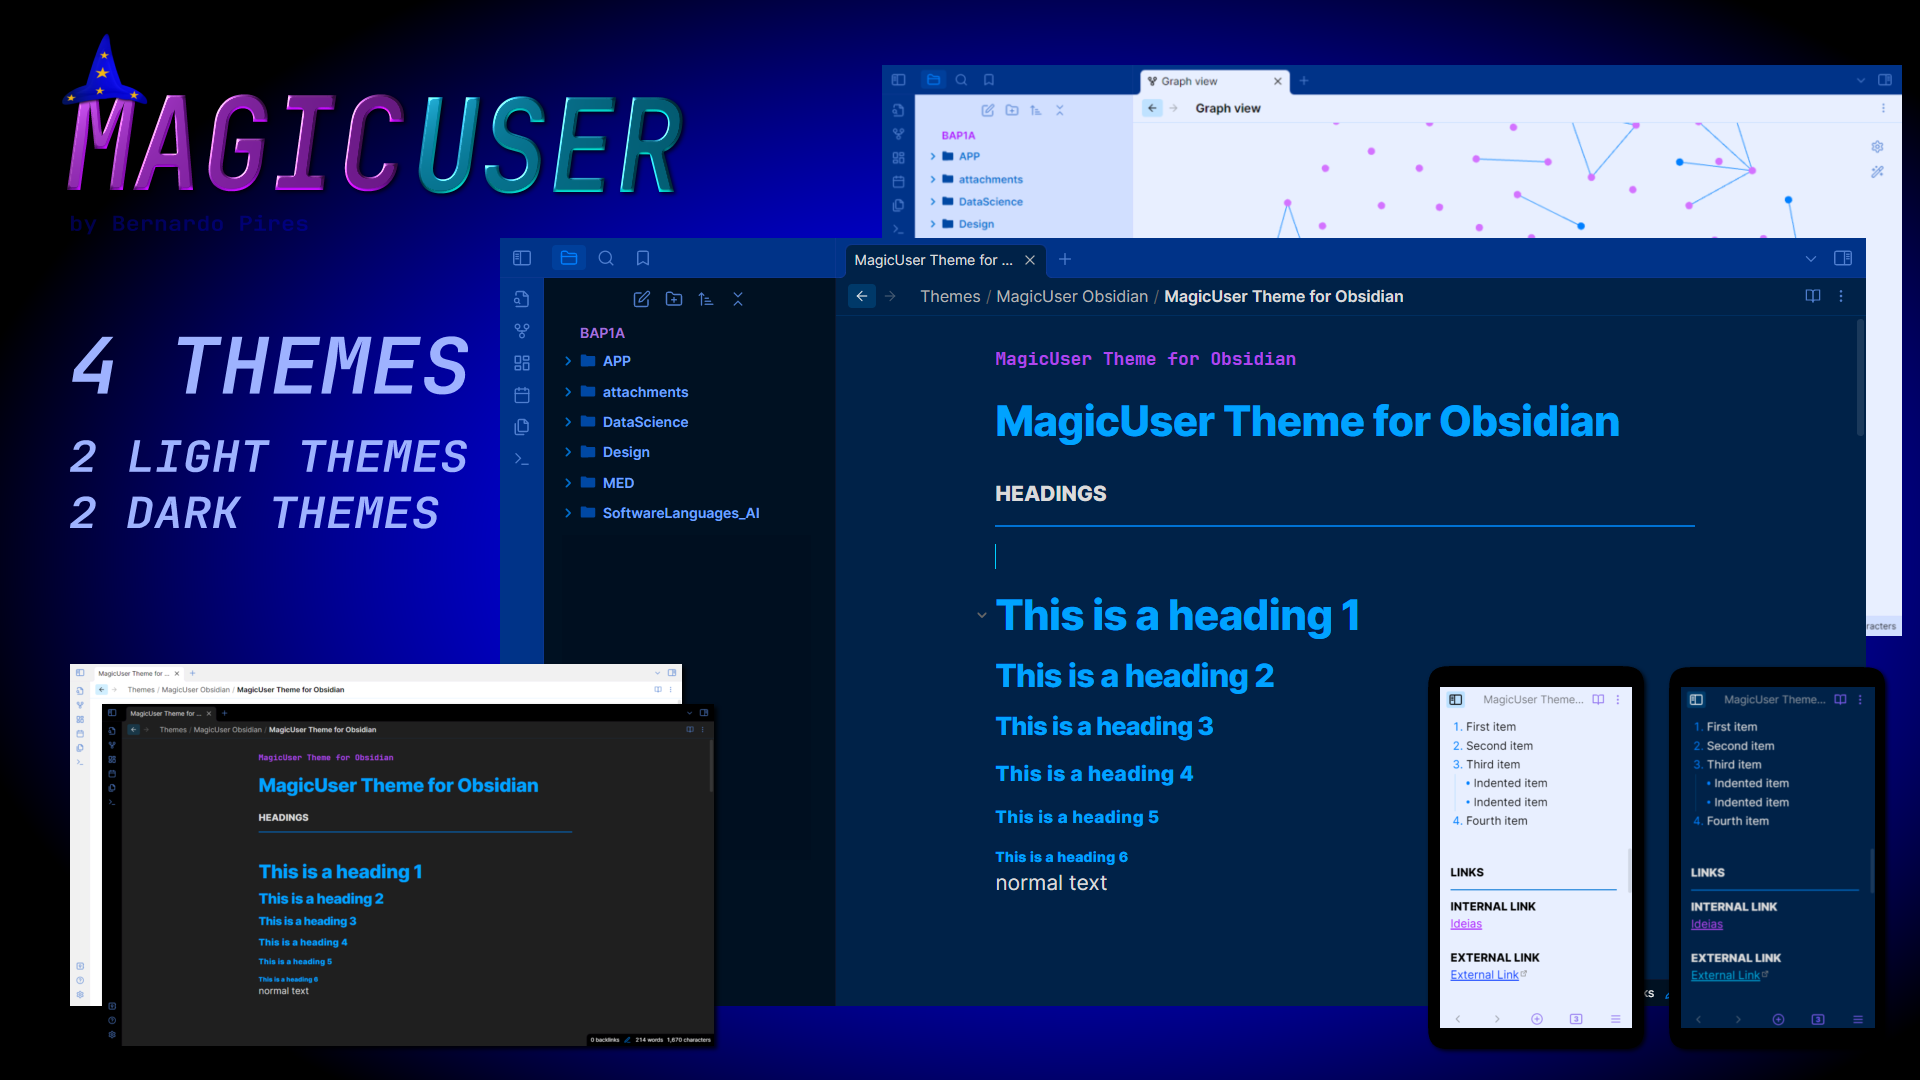 MAGICUSER
by Bernardo Pires
4 THEMES
2 LIGHT THEMES
2 DARK THEMES
Graph view
Graph view
BAP1A
APP
attachments
DataScience
Design
MagicUser Theme for ...
Themes / MagicUser Obsidian / MagicUser Theme for Obsidian
BAP1A
APP
attachments
DataScience
Design
MED
SoftwareLanguages_AI
MagicUser Theme for Obsidian
MagicUser Theme for Obsidian
HEADINGS
This is a heading 1
This is a heading 2
This is a heading 3
This is a heading 4
This is a heading 5
This is a heading 6
normal text
MagicUser Theme for ...
Themes / MagicUser Obsidian / MagicUser Theme for Obsidian
MagicUser Theme for ...
Themes / MagicUser Obsidian / MagicUser Theme for Obsidian
MagicUser Theme for Obsidian
MagicUser Theme for Obsidian
HEADINGS
This is a heading 1
This is a heading 2
This is a heading 3
This is a heading 4
This is a heading 5
This is a heading 6
normal text
0 backlinks 214 words 1,670 characters
MagicUser Theme...
1. First item
2. Second item
3. Third item
• Indented item
• Indented item
4. Fourth item
LINKS
INTERNAL LINK
Ideias
EXTERNAL LINK
External Link
3
MagicUser Theme...
1. First item
2. Second item
3. Third item
• Indented item
• Indented item
4. Fourth item
LINKS
INTERNAL LINK
Ideias
EXTERNAL LINK
External Link
3